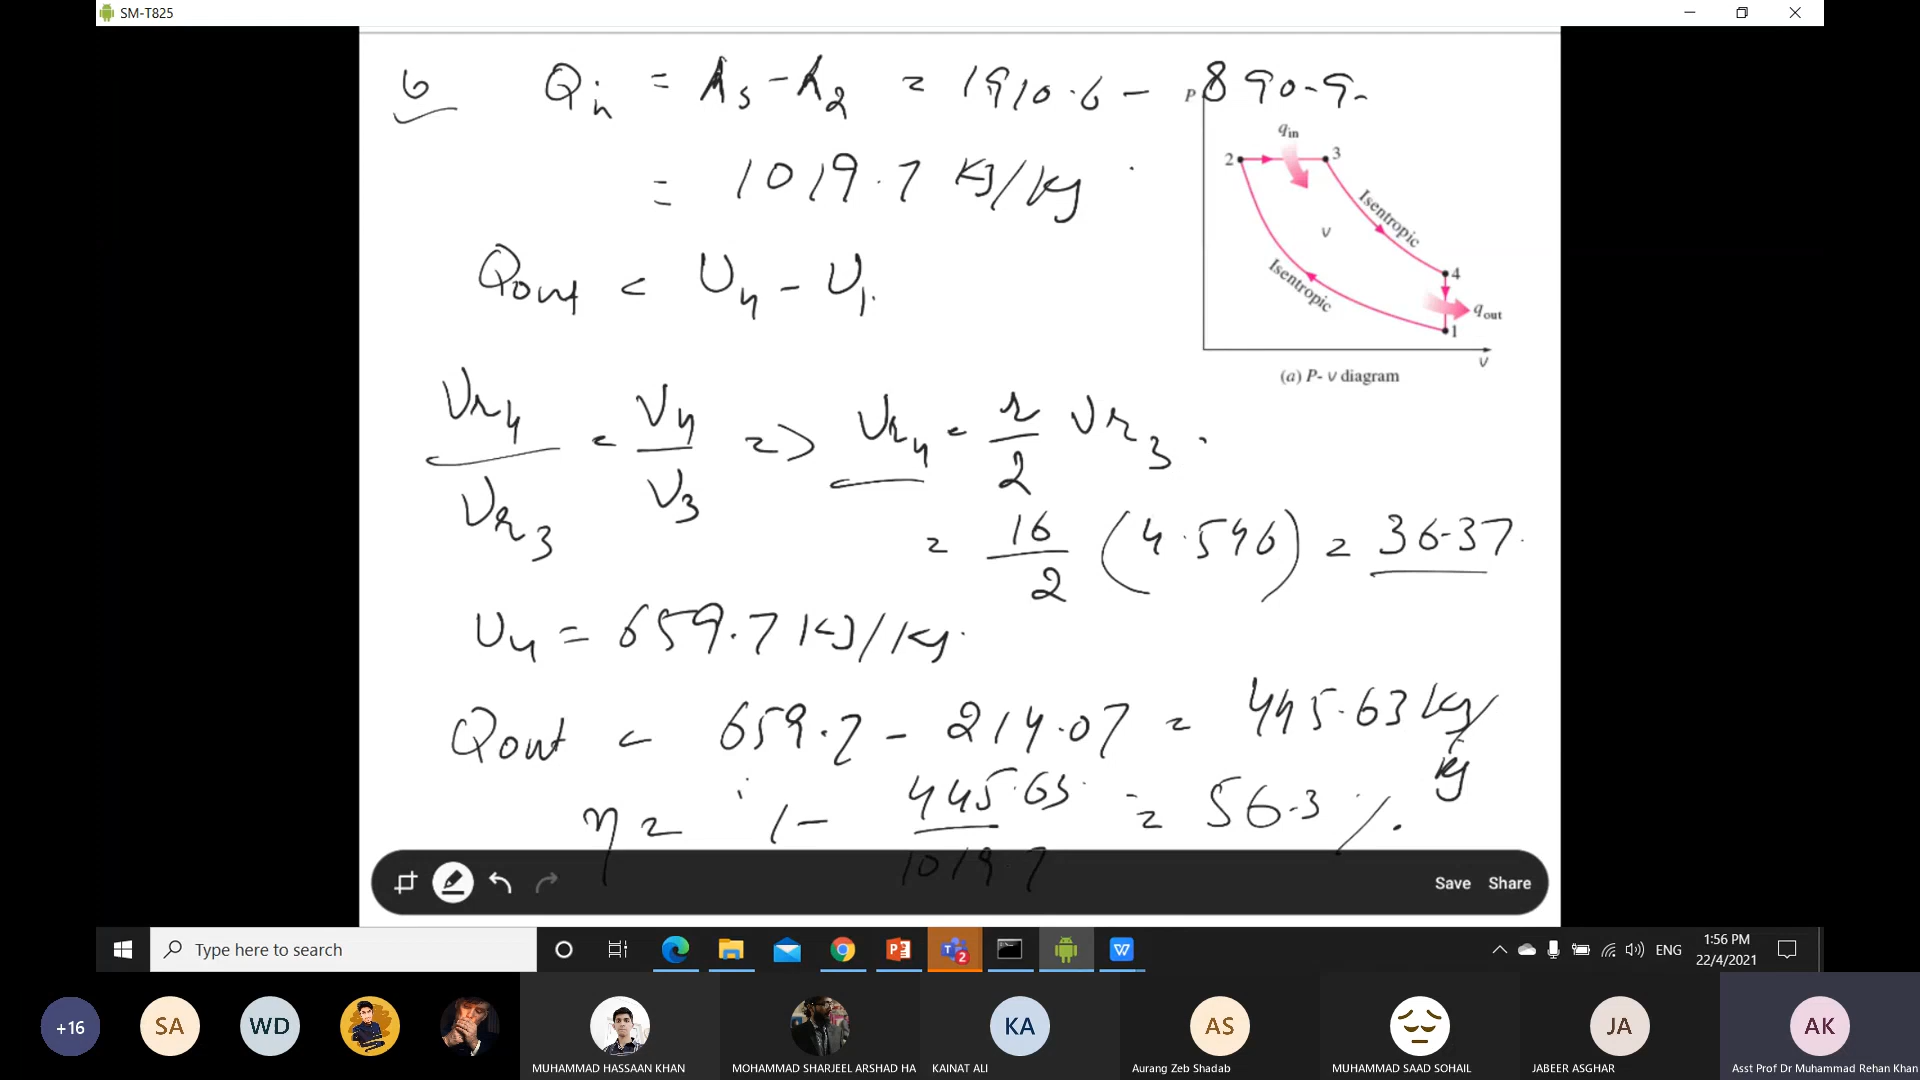 SM-T825
b Qin = h3 - h2 = 1910.6 - 890.9
= 1019.7 KJ/kg
Qout = U4 - U1.
Vr4 / Vr3 = V4 / V3 => Vr4 = r/2 Vr3.
= 16/2 (4.546) = 36.37.
U4 = 659.7 KJ/kg.
Qout = 659.7 - 214.07 = 445.63 kg/kg
η = 1 - 445.63 / 1019.7 = 56.3 %.
P
qin
2
3
Isentropic
v
Isentropic
4
qout
1
v
(a) P- v diagram
Save Share
Type here to search
2
ENG
1:56 PM
22/4/2021
+16
SA
WD
KA
AS
JA
AK
MUHAMMAD HASSAAN KHAN
MOHAMMAD SHARJEEL ARSHAD HA
KAINAT ALI
Aurang Zeb Shadab
MUHAMMAD SAAD SOHAIL
JABEER ASGHAR
Asst Prof Dr Muhammad Rehan Khan